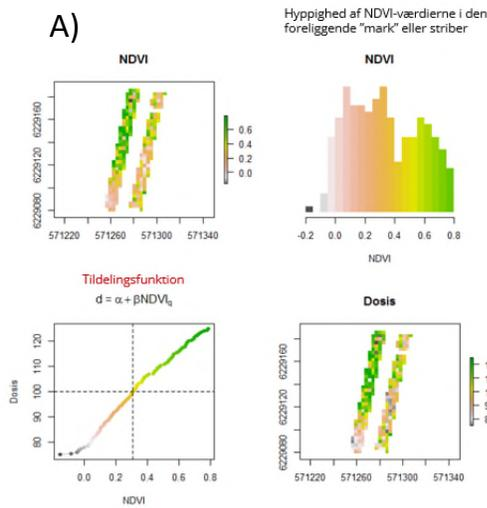 A)
Hyppighed af NDVI-værdierne i den
foreliggende ”mark” eller striber
NDVI
6229080 6229120 6229160
0.6
0.4
0.2
0.0
571220 571260 571300 571340
NDVI
-0.2 0.0 0.2 0.4 0.6 0.8
NDVI
Tildelingsfunktion
d = α + βNDVIq
Dosis
120
110
100
90
80
0.0 0.2 0.4 0.6 0.8
NDVI
Dosis
6229080 6229120 6229160
571220 571260 571300 571340